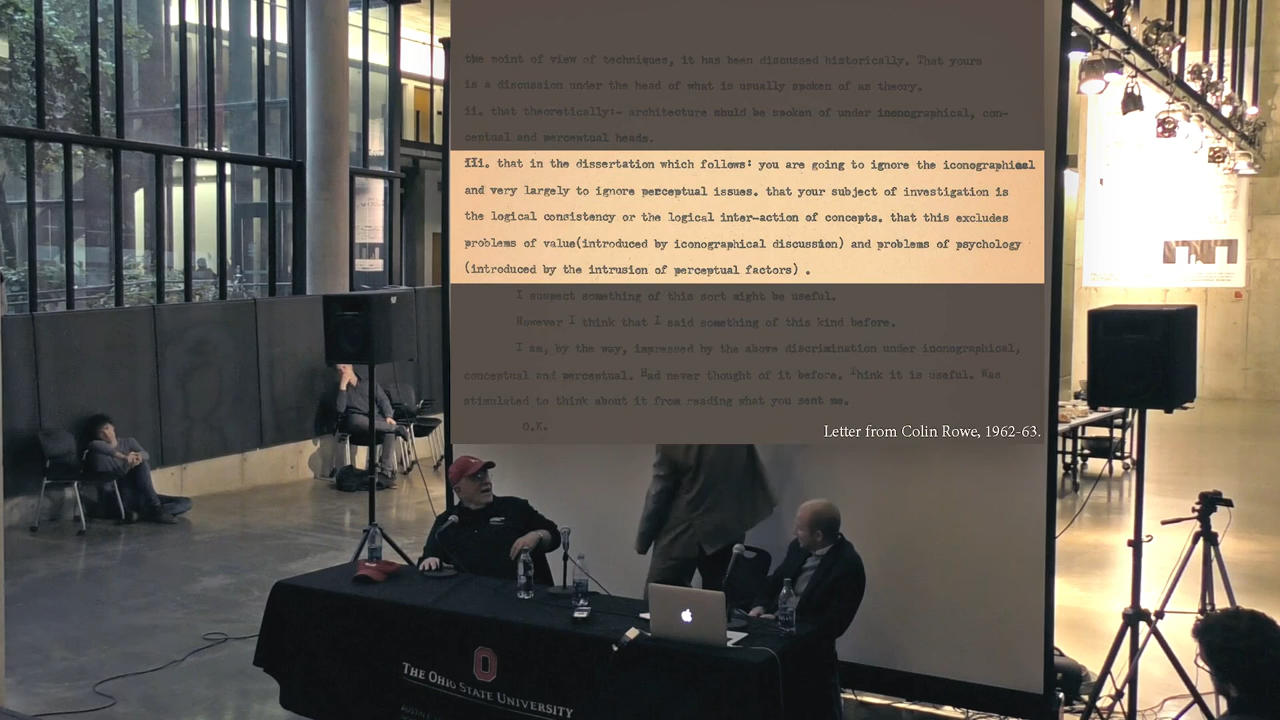 the point of view of techniques, it has been discussed historically. That yours
is a discussion under the head of what is usually spoken of as theory.
ii. that theoretically:- architecture shuld be spoken of under inonographical, con-
ceptual and perceptual heads.
III. that in the dissertation which follows: you are going to ignore the iconographical
and very largely to ignore perceptual issues. that your subject of investigation is
the logical consistency or the logical inter-action of concepts. that this excludes
problems of value(introduced by iconographical discussion) and problems of psychology
(introduced by the intrusion of perceptual factors) .
I suspect something of this sort might be useful.
However I think that I said something of this kind before.
I am, by the way, impressed by the above discrimination under inonographical,
conceptual and perceptual. Had never thought of it before. Think it is useful. Was
stimulated to think about it from reading what you sent me.
O.K.
Letter from Colin Rowe, 1962-63.
THE OHIO STATE UNIVERSITY